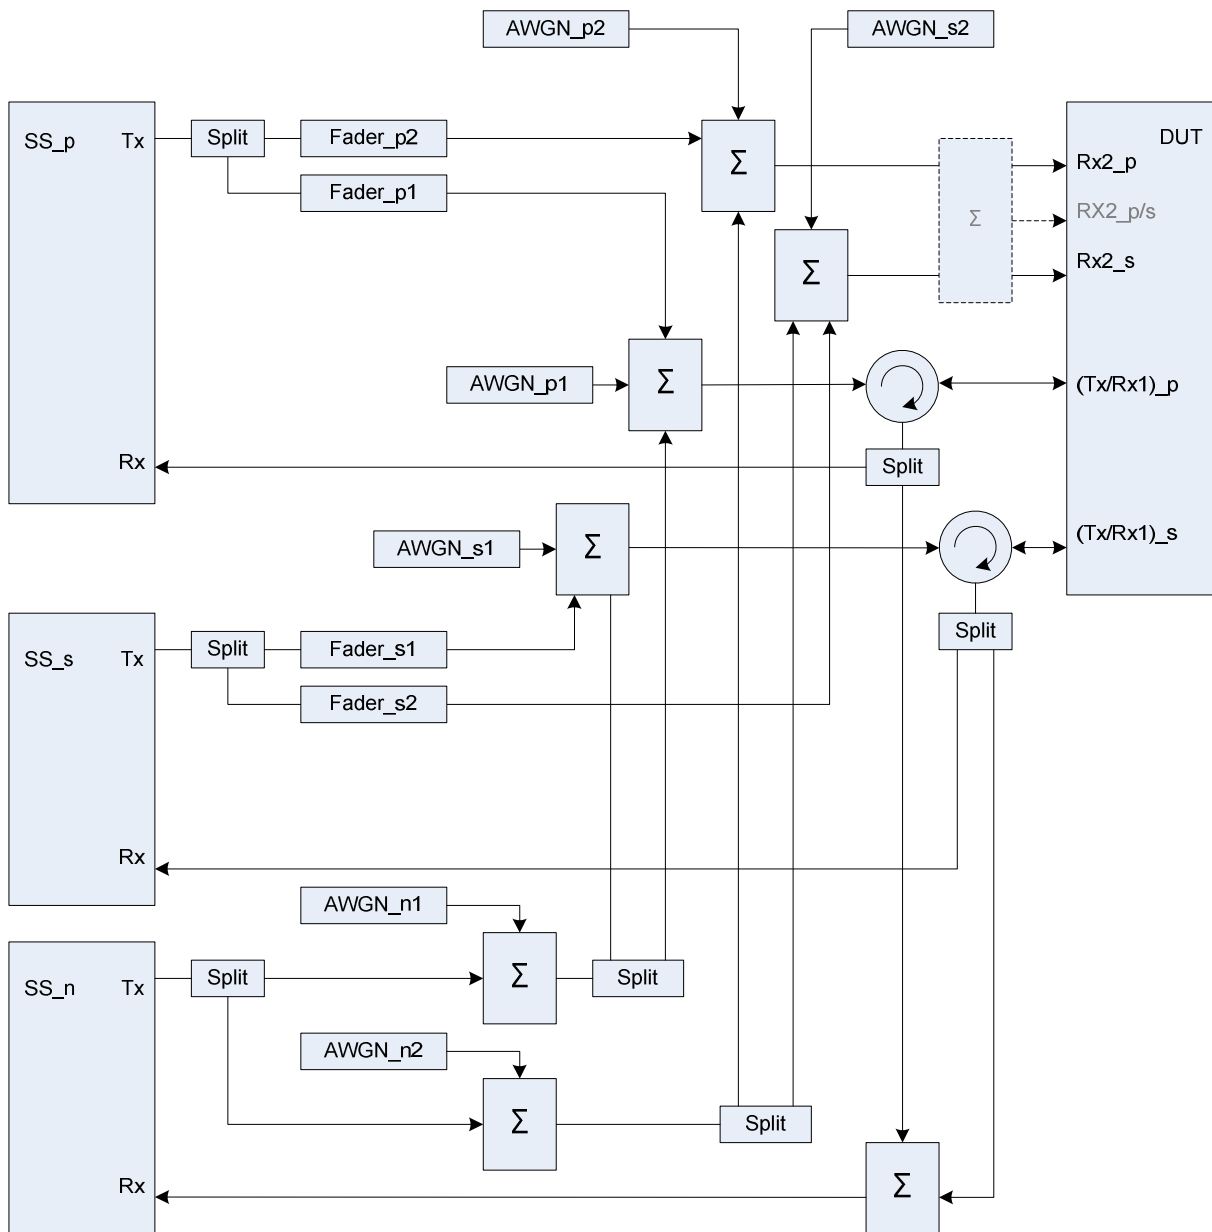 AWGN_p2
AWGN_s2
SS_p
Tx
Split
Fader_p2
Fader_p1
Σ
Σ
DUT
Rx2_p
RX2_p/s
Rx2_s
Σ
AWGN_p1
Σ
(Tx/Rx1)_p
Rx
Split
AWGN_s1
Σ
(Tx/Rx1)_s
Split
SS_s
Tx
Split
Fader_s1
Fader_s2
Rx
AWGN_n1
SS_n
Tx
Split
Σ
Split
AWGN_n2
Σ
Split
Rx
Σ